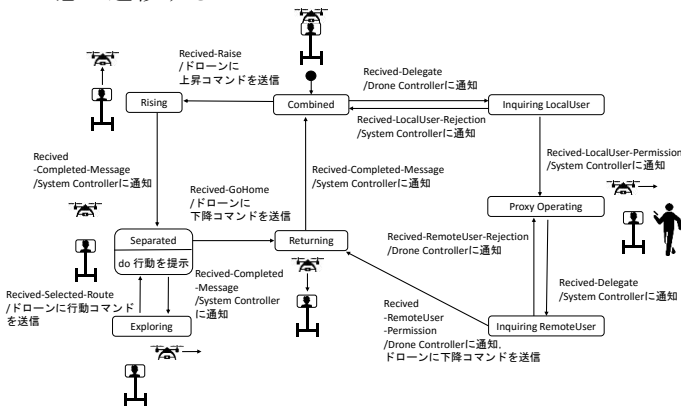 Recived-Raise
/ドローンに
上昇コマンドを送信
Recived-Delegate
/Drone Controllerに通知
Rising
Combined
Inquiring LocalUser
Recived-LocalUser-Rejection
/System Controllerに通知
Recived
-Completed-Message
/System Controllerに通知
Recived-Completed-Message
/System Controllerに通知
Recived-LocalUser-Permission
/System Controllerに通知
Recived-GoHome
/ドローンに
下降コマンドを送信
Proxy Operating
Separated
do 行動を提示
Returning
Recived-RemoteUser-Rejection
/Drone Controllerに通知
Recived-Completed
-Message
/System Controller
に通知
Recived-Delegate
/System Controllerに通知
Recived-Selected-Route
/ドローンに行動コマンド
を送信
Exploring
Recived
-RemoteUser
-Permission
/Drone Controllerに通知,
ドローンに下降コマンドを送信
Inquiring RemoteUser